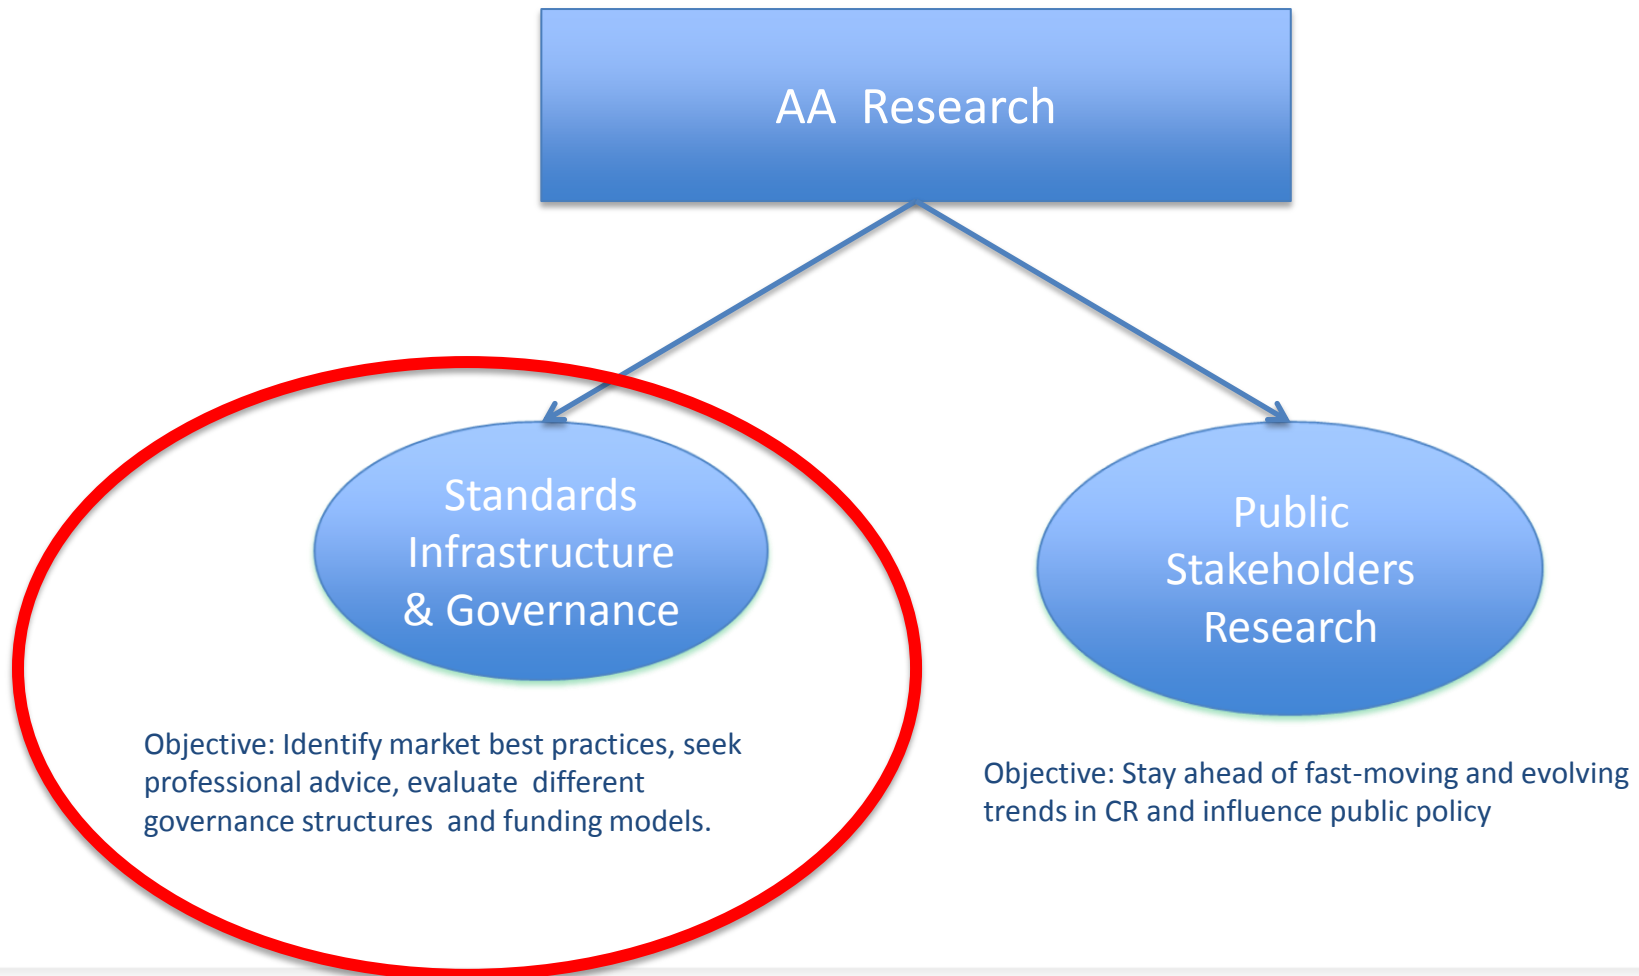 AA  Research
Standards
Infrastructure
& Governance
Objective: Identify market best practices, seek
professional advice, evaluate  different
governance structures  and funding models.
Public
Stakeholders
Research
Objective: Stay ahead of fast-moving and evolving
trends in CR and influence public policy